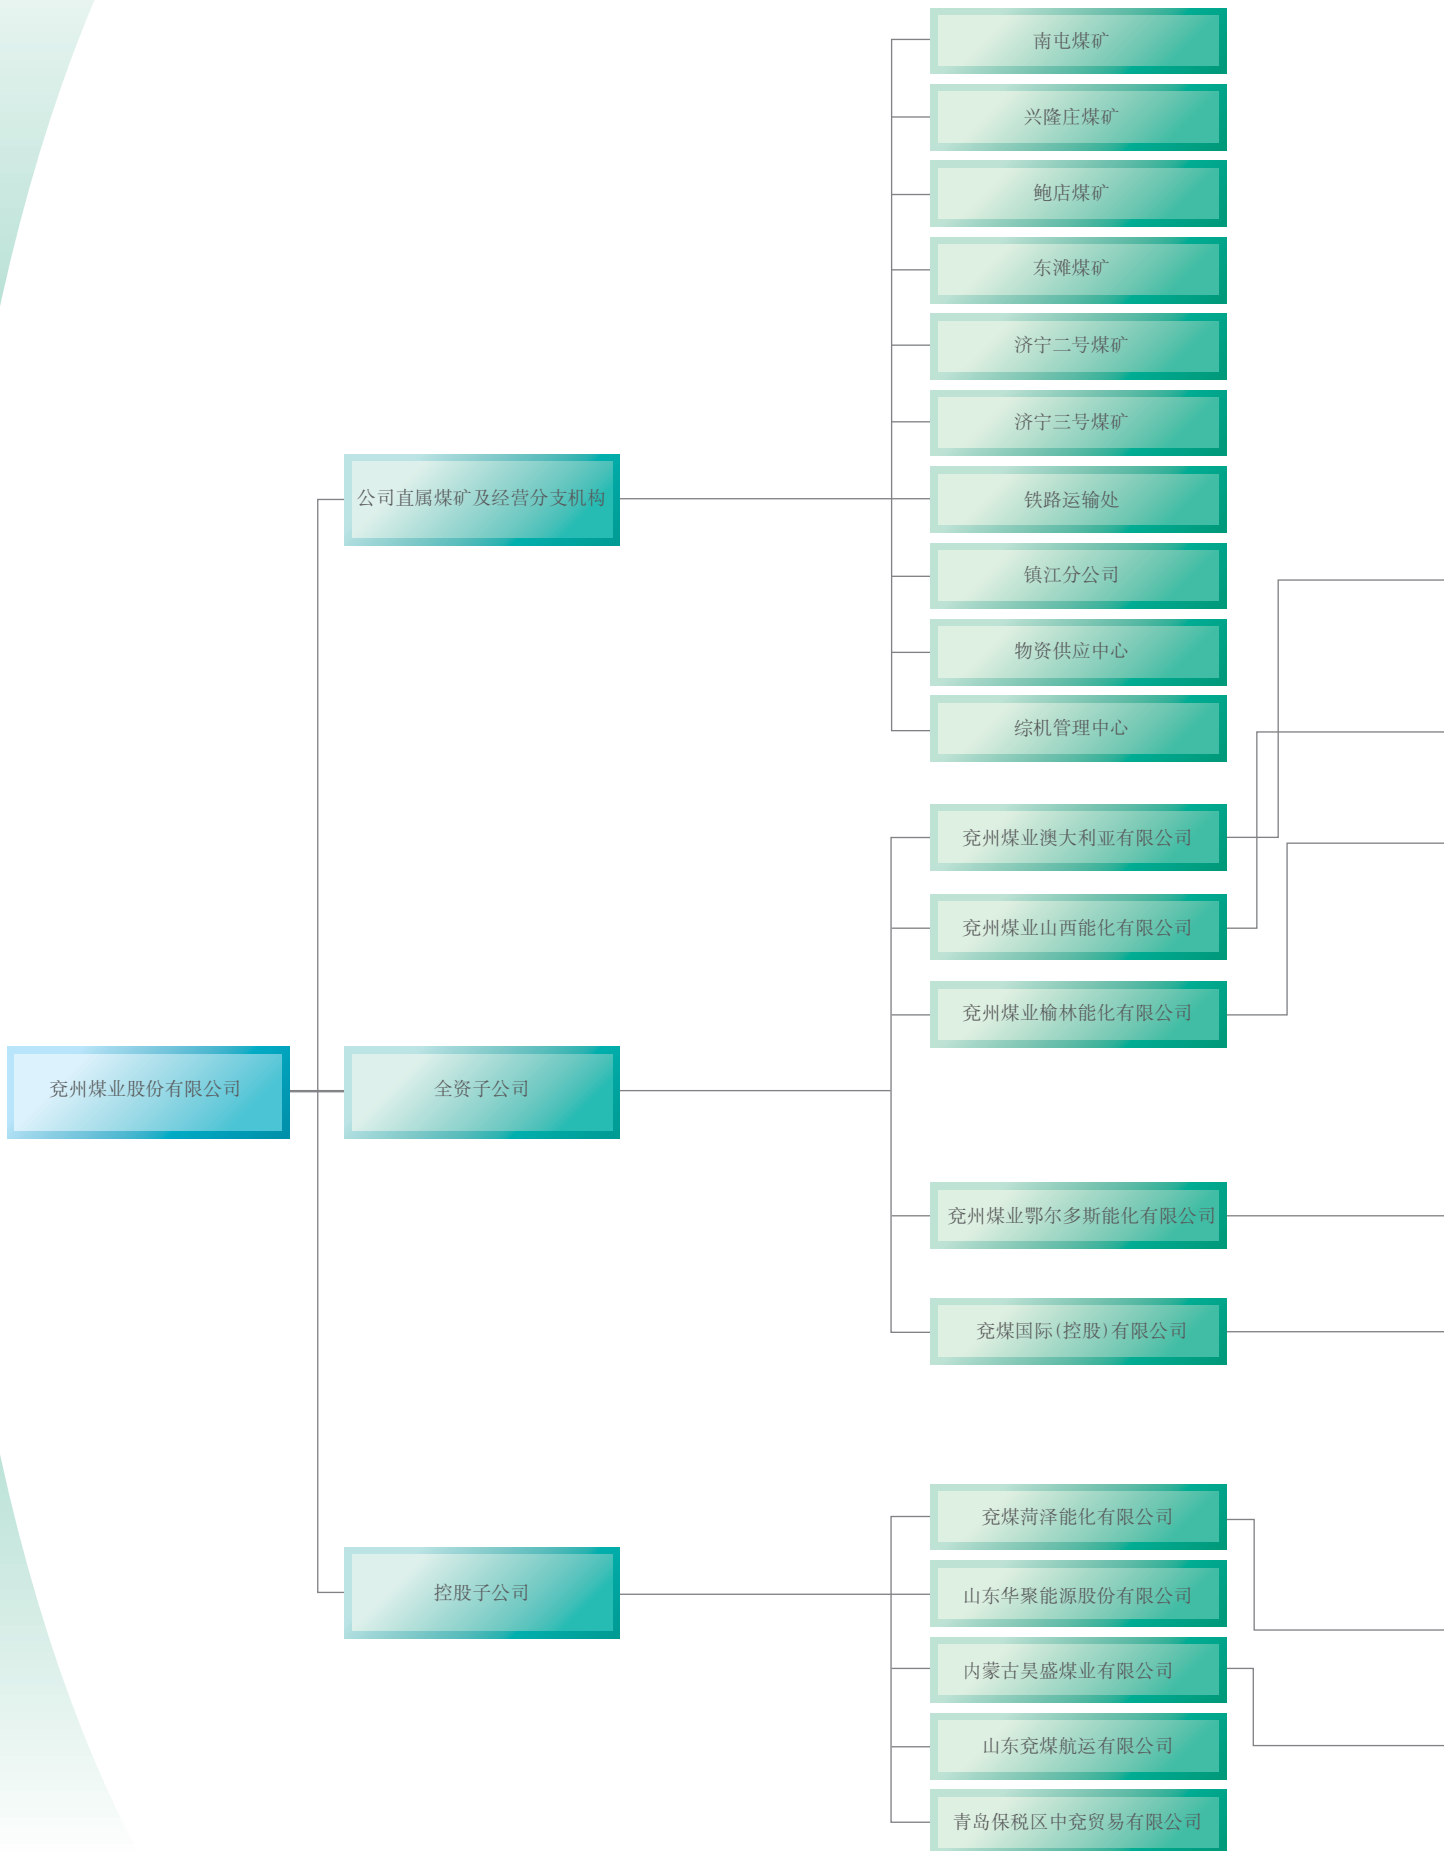 南屯煤矿
兴隆庄煤矿
鲍店煤矿
东滩煤矿
济宁二号煤矿
济宁三号煤矿
公司直属煤矿及经营分支机构
铁路运输处
镇江分公司
物资供应中心
综机管理中心
兖州煤业澳大利亚有限公司
兖州煤业山西能化有限公司
兖州煤业榆林能化有限公司
兖州煤业股份有限公司
全资子公司
兖州煤业鄂尔多斯能化有限公司
兖煤国际(控股)有限公司
兖煤菏泽能化有限公司
控股子公司
山东华聚能源股份有限公司
内蒙古昊盛煤业有限公司
山东兖煤航运有限公司
青岛保税区中兖贸易有限公司